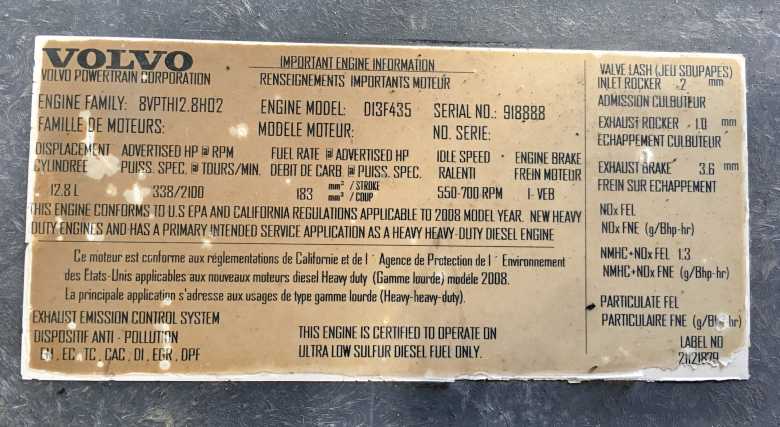 VOLVO
VOLVO POWERTRAIN CORPORATION
IMPORTANT ENGINE INFORMATION
RENSEIGNEMENTS IMPORTANTS MOTEUR
ENGINE FAMILY: 8VPTH12.8H02 ENGINE MODEL: D13F435 SERIAL NO.: 918888
FAMILLE DE MOTEURS: MODELE MOTEUR: NO. SERIE:
DISPLACEMENT ADVERTISED HP @ RPM FUEL RATE @ ADVERTISED HP IDLE SPEED ENGINE BRAKE
CYLINDREE PUISS. SPEC. @ TOURS/MIN. DEBIT DE CARB @ PUISS. SPEC. RALENTI FREIN MOTEUR
12.8 L 338/2100 183 mm³ / STROKE mm³ / COUP 550-700 RPM I-VEB
THIS ENGINE CONFORMS TO U.S EPA AND CALIFORNIA REGULATIONS APPLICABLE TO 2008 MODEL YEAR. NEW HEAVY
DUTY ENGINES AND HAS A PRIMARY INTENDED SERVICE APPLICATION AS A HEAVY HEAVY-DUTY DIESEL ENGINE
Ce moteur est conforme aux réglementations de Californie et de l´ Agence de Protection de l´ Environnement
des Etats-Unis applicables aux nouveaux moteurs diesel Heavy duty (Gamme lourde) modéle 2008.
La principale application s'adresse aux usages de type gamme lourde (Heavy-heavy-duty).
EXHAUST EMISSION CONTROL SYSTEM
DISPOSITIF ANTI - POLLUTION
EM , EC , TC , CAC , DI , EGR , DPF
THIS ENGINE IS CERTIFIED TO OPERATE ON
ULTRA LOW SULFUR DIESEL FUEL ONLY.
VALVE LASH (JEU SOUPAPES)
INLET ROCKER .2 mm
ADMISSION CULBUTEUR
EXHAUST ROCKER 1.0 mm
ECHAPPEMENT CULBUTEUR
EXHAUST BRAKE 3.6 mm
FREIN SUR ECHAPPEMENT
NOx FEL
NOx FNE (g/Bhp-hr)
NMHC+NOx FEL 1.3
NMHC+NOx FNE (g/Bhp-hr)
PARTICULATE FEL
PARTICULAIRE FNE (g/Bhp-hr)
LABEL NO
21121879